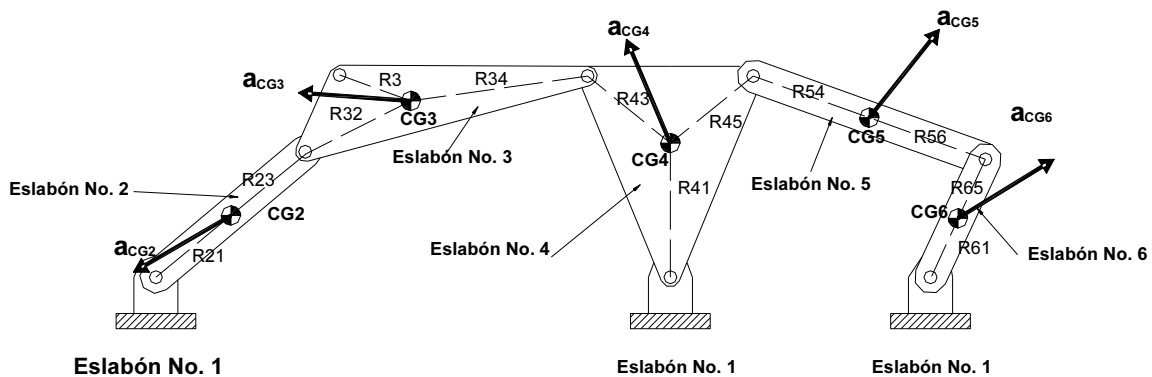 aCG4
aCG5
aCG3
R3
R34
R32
CG3
R43
R45
R54
CG5
R56
aCG6
Eslabón No. 3
CG4
Eslabón No. 2
R23
CG2
R41
Eslabón No. 5
R65
CG6
aCG2
R21
Eslabón No. 4
R61
Eslabón No. 6
Eslabón No. 1
Eslabón No. 1
Eslabón No. 1